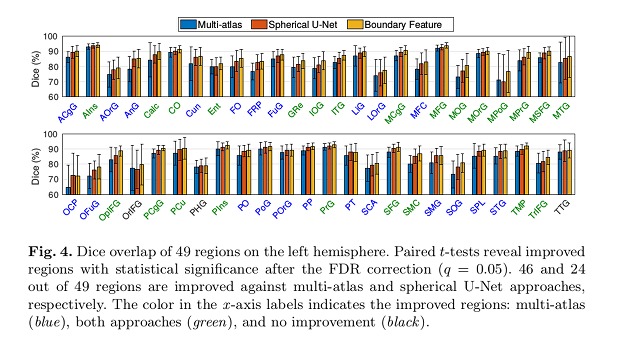 Multi-atlas Spherical U-Net Boundary Feature
Dice (%)
100
90
80
70
60
ACgG AIns AOrG AnG Calc CO Cun Ent FO FRP FuG GRe IOG ITG LiG LOrG MCgG MFC MFG MOG MOrG MPoG MPrG MSFG MTG
Dice (%)
100
90
80
70
60
OCP OFuG OpIFG OrIFG PCgG PCu PHG PIns PO PoG POrG PP PrG PT SCA SFG SMC SMG SOG SPL STG TMP TrIFG TTG
Fig. 4. Dice overlap of 49 regions on the left hemisphere. Paired t-tests reveal improved
regions with statistical significance after the FDR correction (q = 0.05). 46 and 24
out of 49 regions are improved against multi-atlas and spherical U-Net approaches,
respectively. The color in the x-axis labels indicates the improved regions: multi-atlas
(blue), both approaches (green), and no improvement (black).